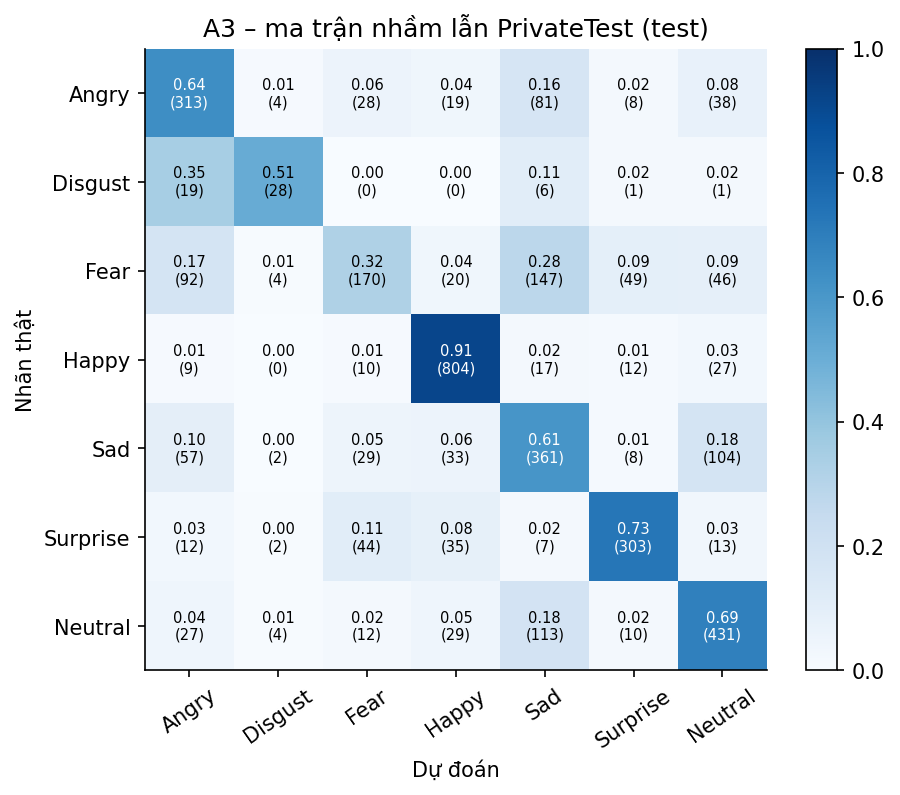 A3 – ma trận nhầm lẫn PrivateTest (test)
Nhãn thật
Angry
0.64 0.01 0.06 0.04 0.16 0.02 0.08
(313) (4) (28) (19) (81) (8) (38)
Disgust
0.35 0.51 0.00 0.00 0.11 0.02 0.02
(19) (28) (0) (0) (6) (1) (1)
Fear
0.17 0.01 0.32 0.04 0.28 0.09 0.09
(92) (4) (170) (20) (147) (49) (46)
Happy
0.01 0.00 0.01 0.91 0.02 0.01 0.03
(9) (0) (10) (804) (17) (12) (27)
Sad
0.10 0.00 0.05 0.06 0.61 0.01 0.18
(57) (2) (29) (33) (361) (8) (104)
Surprise
0.03 0.00 0.11 0.08 0.02 0.73 0.03
(12) (2) (44) (35) (7) (303) (13)
Neutral
0.04 0.01 0.02 0.05 0.18 0.02 0.69
(27) (4) (12) (29) (113) (10) (431)
Angry Disgust Fear Happy Sad Surprise Neutral
Dự đoán
1.0
0.8
0.6
0.4
0.2
0.0